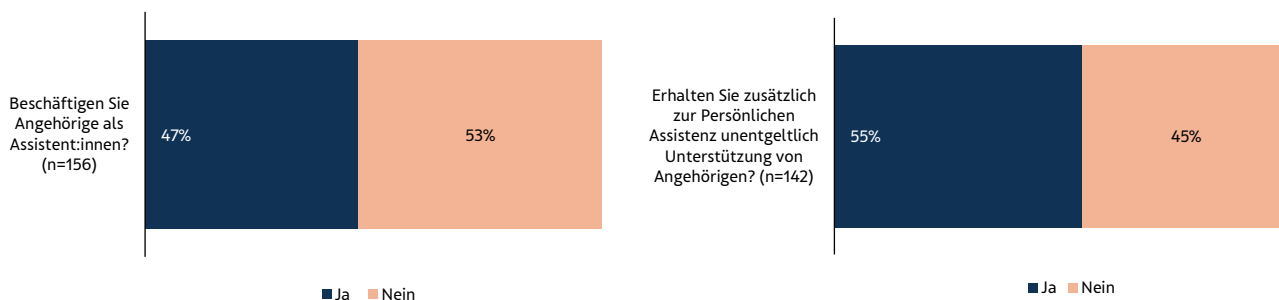 Beschäftigen Sie
Angehörige als
Assistent:innen?
(n=156)
47%
53%
Ja
Nein
Erhalten Sie zusätzlich
zur Persönlichen
Assistenz unentgeltlich
Unterstützung von
Angehörigen? (n=142)
55%
45%
Ja
Nein